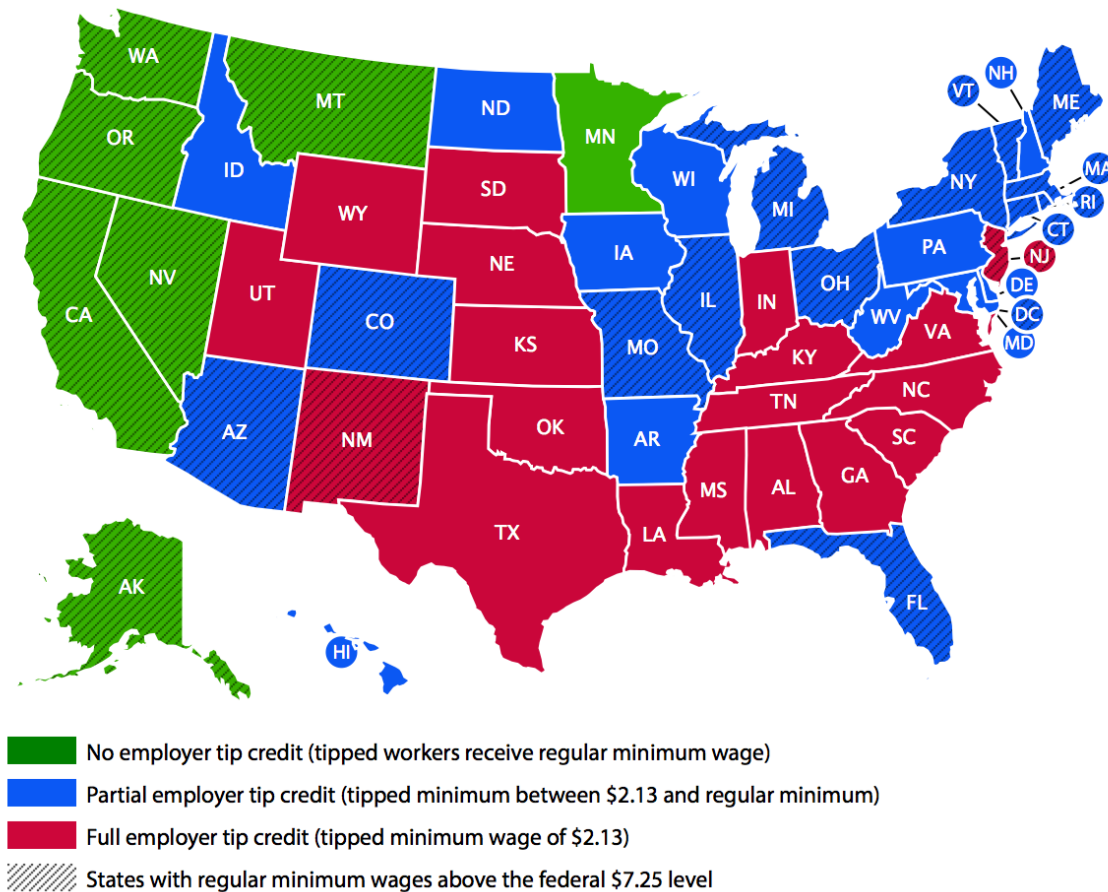 WA
MT
ND
MN
VT
NH
ME
OR
ID
SD
WI
MI
NY
MA
RI
CT
WY
NV
NE
IA
PA
NJ
CA
UT
CO
IL
IN
OH
DE
DC
MD
WV
VA
KS
MO
KY
NC
AZ
NM
OK
AR
TN
SC
MS
AL
GA
TX
LA
AK
FL
HI
No employer tip credit (tipped workers receive regular minimum wage)
Partial employer tip credit (tipped minimum between $2.13 and regular minimum)
Full employer tip credit (tipped minimum wage of $2.13)
States with regular minimum wages above the federal $7.25 level